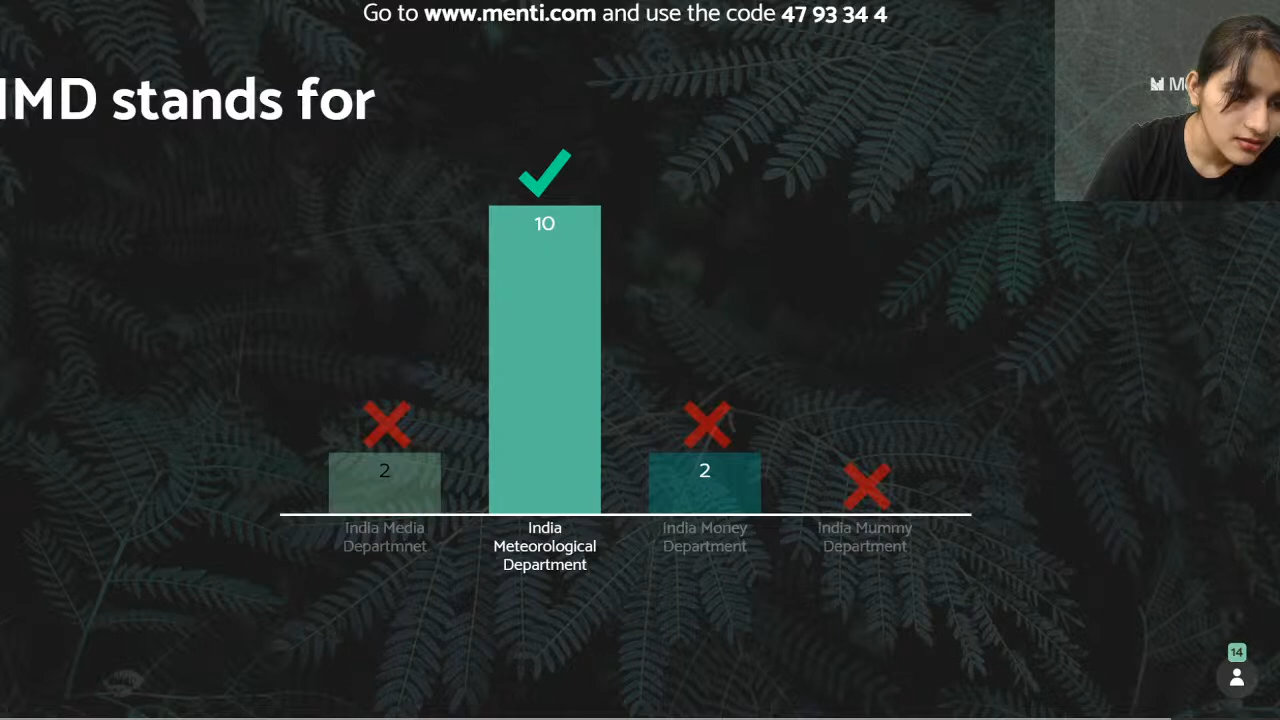 Go to www.menti.com and use the code 47 93 34 4
M
IMD stands for
10
2
2
India Media
Departmnet
India
Meteorological
Department
India Money
Department
India Mummy
Department
14